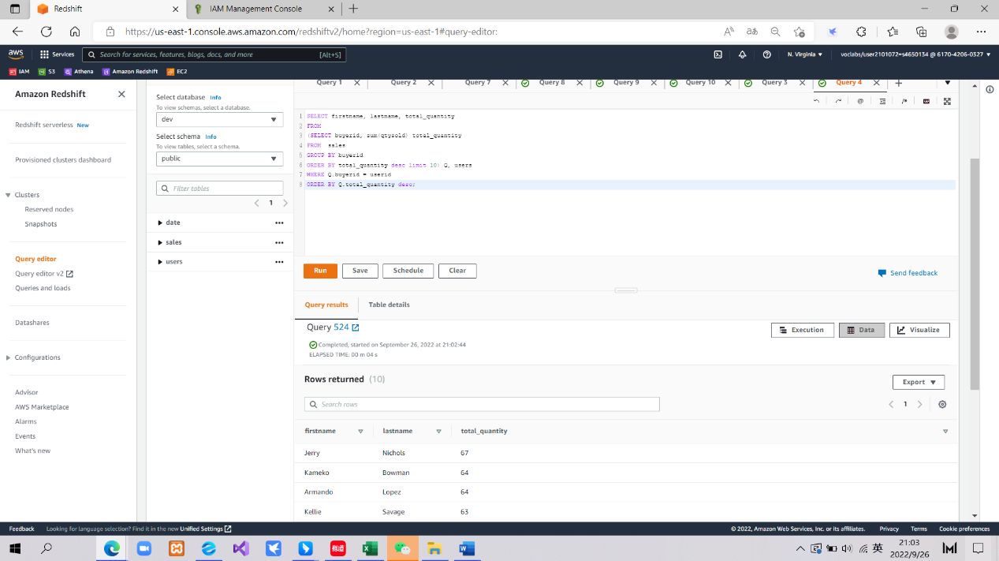 Redshift
IAM Management Console
https://us-east-1.console.aws.amazon.com/redshiftv2/home?region=us-east-1#query-editor:
aws
Services
Search for services, features, blogs, docs, and more
[Alt+S]
N. Virginia
voclabs/user2101072=s4650134 @ 6170-4206-0327
IAM
S3
Athena
Amazon Redshift
EC2
Amazon Redshift
Redshift serverless New
Provisioned clusters dashboard
Clusters
Reserved nodes
Snapshots
Query editor
Query editor v2
Queries and loads
Datashares
Configurations
Advisor
AWS Marketplace
Alarms
Events
What's new
Select database Info
To view schemas, select a database.
dev
Select schema Info
To view tables, select a schema.
public
Filter tables
1
date
sales
users
Query 1
Query 2
Query 7
Query 8
Query 9
Query 10
Query 3
Query 4
1 SELECT firstname, lastname, total_quantity
2 FROM
3 (SELECT buyerid, sum(qtysold) total_quantity
4 FROM sales
5 GROUP BY buyerid
6 ORDER BY total_quantity desc limit 10) Q, users
7 WHERE Q.buyerid = userid
8 ORDER BY Q.total_quantity desc;
Run
Save
Schedule
Clear
Send feedback
Query results
Table details
Query 524
Execution
Data
Visualize
Completed, started on September 26, 2022 at 21:02:44
ELAPSED TIME: 00 m 04 s
Rows returned (10)
Export
Search rows
1
firstname lastname total_quantity
Jerry Nichols 67
Kameko Bowman 64
Armando Lopez 64
Kellie Savage 63
Feedback
Looking for language selection? Find it in the new Unified Settings
© 2022, Amazon Web Services, Inc. or its affiliates.
Privacy
Terms
Cookie preferences
英
21:03
2022/9/26